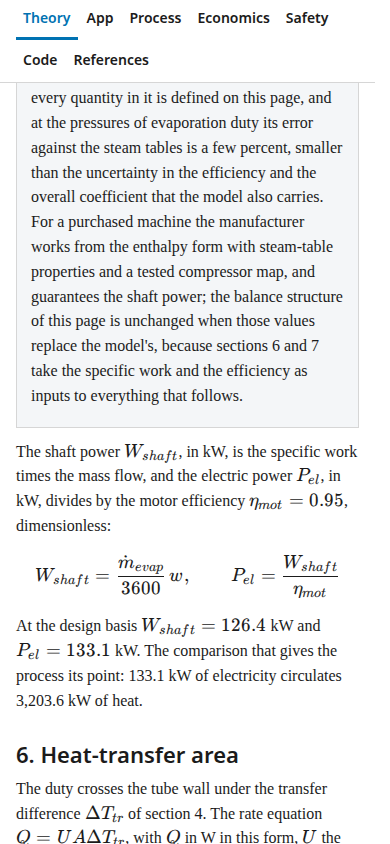 Theory App Process Economics Safety
Code References
every quantity in it is defined on this page, and
at the pressures of evaporation duty its error
against the steam tables is a few percent, smaller
than the uncertainty in the efficiency and the
overall coefficient that the model also carries.
For a purchased machine the manufacturer
works from the enthalpy form with steam-table
properties and a tested compressor map, and
guarantees the shaft power; the balance structure
of this page is unchanged when those values
replace the model's, because sections 6 and 7
take the specific work and the efficiency as
inputs to everything that follows.
The shaft power W_shaft, in kW, is the specific work
times the mass flow, and the electric power P_el, in
kW, divides by the motor efficiency η_mot = 0.95,
dimensionless:
W_shaft = ṁ_evap / 3600 w, P_el = W_shaft / η_mot
At the design basis W_shaft = 126.4 kW and
P_el = 133.1 kW. The comparison that gives the
process its point: 133.1 kW of electricity circulates
3,203.6 kW of heat.
6. Heat-transfer area
The duty crosses the tube wall under the transfer
difference ΔT_tr of section 4. The rate equation
Q = UAΔT_tr, with Q in W in this form, U the